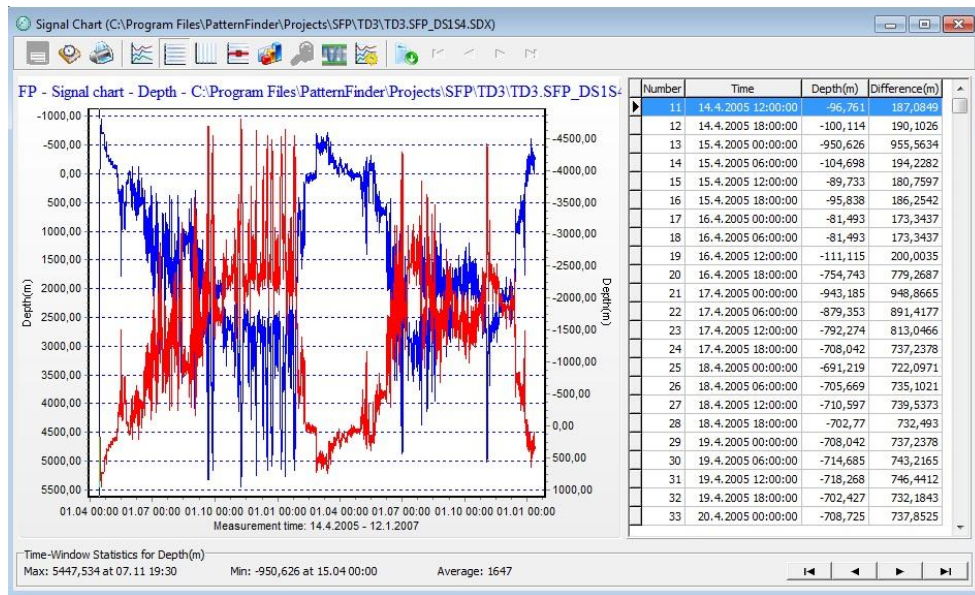 Signal Chart (C:\Program Files\PatternFinder\Projects\SFP\TD3\TD3.SFP_DS1S4.SDX)
FP - Signal chart - Depth - C:\Program Files\PatternFinder\Projects\SFP\TD3\TD3.SFP_DS1S4
-1000,00
-500,00
0,00
500,00
1000,00
1500,00
2000,00
2500,00
3000,00
3500,00
4000,00
4500,00
5000,00
5500,00
Depth(m)
-4500,00
-4000,00
-3500,00
-3000,00
-2500,00
-2000,00
-1500,00
-1000,00
-500,00
0,00
500,00
1000,00
Depth(m)
01.04 00:00 01.07 00:00 01.10 00:00 01.01 00:00 01.04 00:00 01.07 00:00 01.10 00:00 01.01 00:00
Measurement time: 14.4.2005 - 12.1.2007
Number Time Depth(m) Difference(m)
11 14.4.2005 12:00:00 -96,761 187,0849
12 14.4.2005 18:00:00 -100,114 190,1026
13 15.4.2005 00:00:00 -950,626 955,5634
14 15.4.2005 06:00:00 -104,698 194,2282
15 15.4.2005 12:00:00 -89,733 180,7597
16 15.4.2005 18:00:00 -95,838 186,2542
17 16.4.2005 00:00:00 -81,493 173,3437
18 16.4.2005 06:00:00 -81,493 173,3437
19 16.4.2005 12:00:00 -111,115 200,0035
20 16.4.2005 18:00:00 -754,743 779,2687
21 17.4.2005 00:00:00 -943,185 948,8665
22 17.4.2005 06:00:00 -879,353 891,4177
23 17.4.2005 12:00:00 -792,274 813,0466
24 17.4.2005 18:00:00 -708,042 737,2378
25 18.4.2005 00:00:00 -691,219 722,0971
26 18.4.2005 06:00:00 -705,669 735,1021
27 18.4.2005 12:00:00 -710,597 739,5373
28 18.4.2005 18:00:00 -702,77 732,493
29 19.4.2005 00:00:00 -708,042 737,2378
30 19.4.2005 06:00:00 -714,685 743,2165
31 19.4.2005 12:00:00 -718,268 746,4412
32 19.4.2005 18:00:00 -702,427 732,1843
33 20.4.2005 00:00:00 -708,725 737,8525
Time-Window Statistics for Depth(m)
Max: 5447,534 at 07.11 19:30 Min: -950,626 at 15.04 00:00 Average: 1647